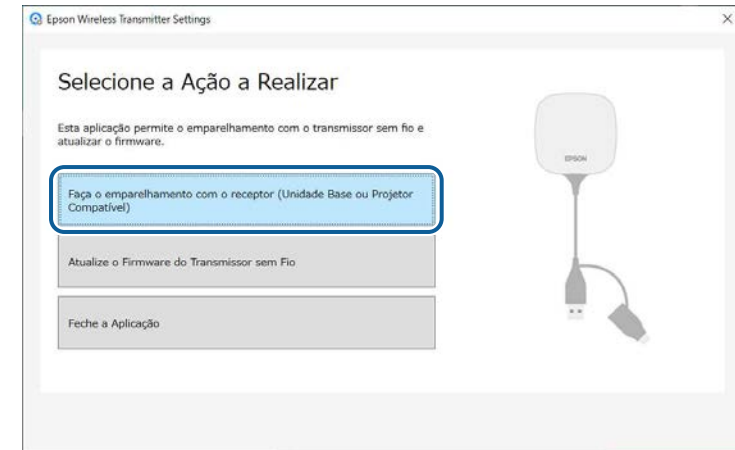 Epson Wireless Transmitter Settings
Selecione a Ação a Realizar
Esta aplicação permite o emparelhamento com o transmissor sem fio e
atualizar o firmware.
EPSON
Faça o emparelhamento com o receptor (Unidade Base ou Projetor
Compatível)
Atualize o Firmware do Transmissor sem Fio
Feche a Aplicação